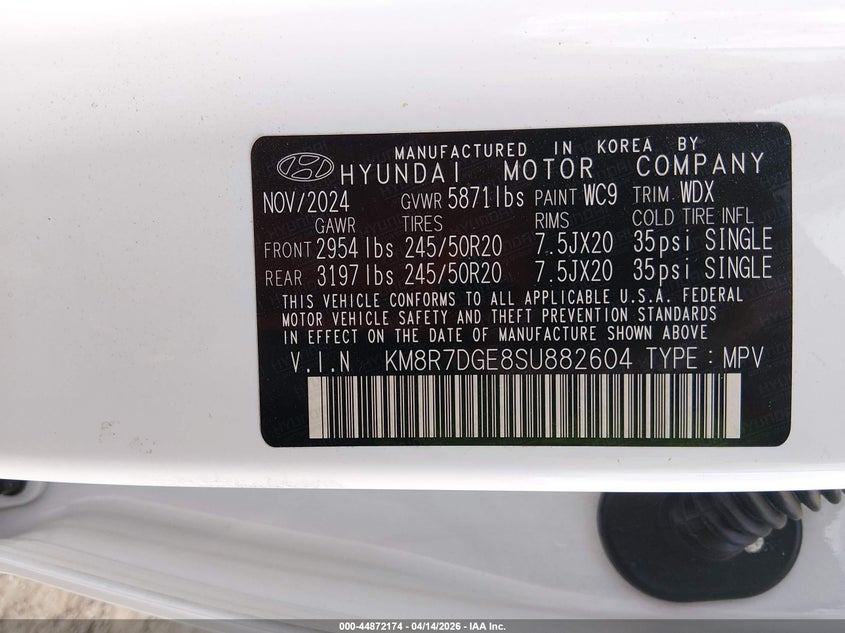 MANUFACTURED IN KOREA BY
HYUNDAI MOTOR COMPANY
NOV/2024 GVWR 5871lbs PAINT WC9 TRIM WDX
GAWR TIRES RIMS COLD TIRE INFL
FRONT 2954lbs 245/50R20 7.5JX20 35psi SINGLE
REAR 3197lbs 245/50R20 7.5JX20 35psi SINGLE
THIS VEHICLE CONFORMS TO ALL APPLICABLE U.S.A. FEDERAL
MOTOR VEHICLE SAFETY AND THEFT PREVENTION STANDARDS
IN EFFECT ON THE DATE OF MANUFACTURE SHOWN ABOVE
V.I.N KM8R7DGE8SU882604 TYPE : MPV
000-44872174 | 04/14/2026 - IAA Inc.